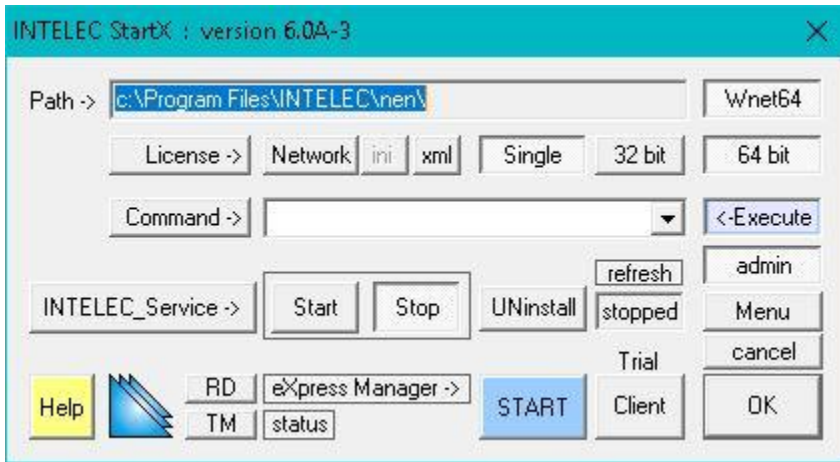 INTELEC StartX : version 6.0A-3
Path -> c:\Program Files\INTELEC\nen\ Wnet64
License -> Network ini xml Single 32 bit 64 bit
Command -> <-Execute
refresh admin
INTELEC_Service -> Start Stop UNinstall stopped Menu
Trial cancel
Help RD eXpress Manager -> START Client OK
TM status